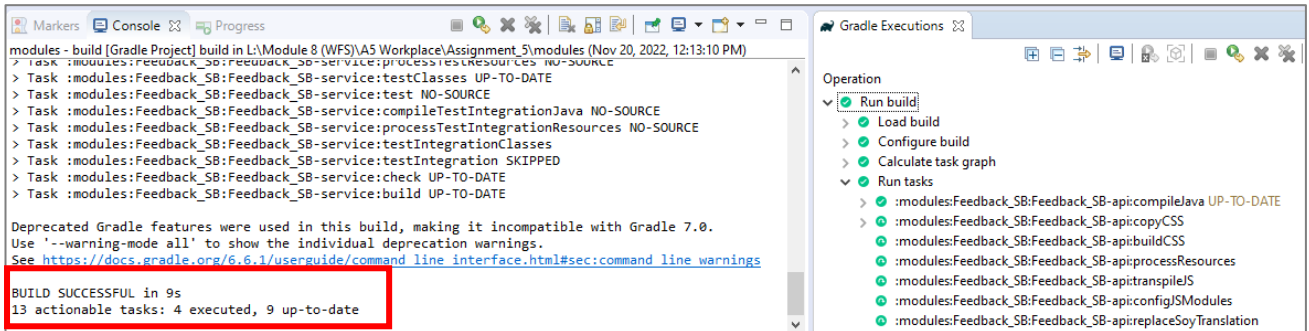 Markers Console Progress
modules - build [Gradle Project] build in L:\Module 8 (WFS)\A5 Workplace\Assignment_5\modules (Nov 20, 2022, 12:13:10 PM)
> Task :modules:Feedback_SB:Feedback_SB-service:processTestResources NO-SOURCE
> Task :modules:Feedback_SB:Feedback_SB-service:testClasses UP-TO-DATE
> Task :modules:Feedback_SB:Feedback_SB-service:test NO-SOURCE
> Task :modules:Feedback_SB:Feedback_SB-service:compileTestIntegrationJava NO-SOURCE
> Task :modules:Feedback_SB:Feedback_SB-service:processTestIntegrationResources NO-SOURCE
> Task :modules:Feedback_SB:Feedback_SB-service:testIntegrationClasses
> Task :modules:Feedback_SB:Feedback_SB-service:testIntegration SKIPPED
> Task :modules:Feedback_SB:Feedback_SB-service:check UP-TO-DATE
> Task :modules:Feedback_SB:Feedback_SB-service:build UP-TO-DATE
Deprecated Gradle features were used in this build, making it incompatible with Gradle 7.0.
Use '--warning-mode all' to show the individual deprecation warnings.
See https://docs.gradle.org/6.6.1/userguide/command_line_interface.html#sec:command_line_warnings
BUILD SUCCESSFUL in 9s
13 actionable tasks: 4 executed, 9 up-to-date
Gradle Executions
Operation
Run build
Load build
Configure build
Calculate task graph
Run tasks
:modules:Feedback_SB:Feedback_SB-api:compileJava UP-TO-DATE
:modules:Feedback_SB:Feedback_SB-api:copyCSS
:modules:Feedback_SB:Feedback_SB-api:buildCSS
:modules:Feedback_SB:Feedback_SB-api:processResources
:modules:Feedback_SB:Feedback_SB-api:transpileJS
:modules:Feedback_SB:Feedback_SB-api:configJSModules
:modules:Feedback_SB:Feedback_SB-api:replaceSoyTranslation